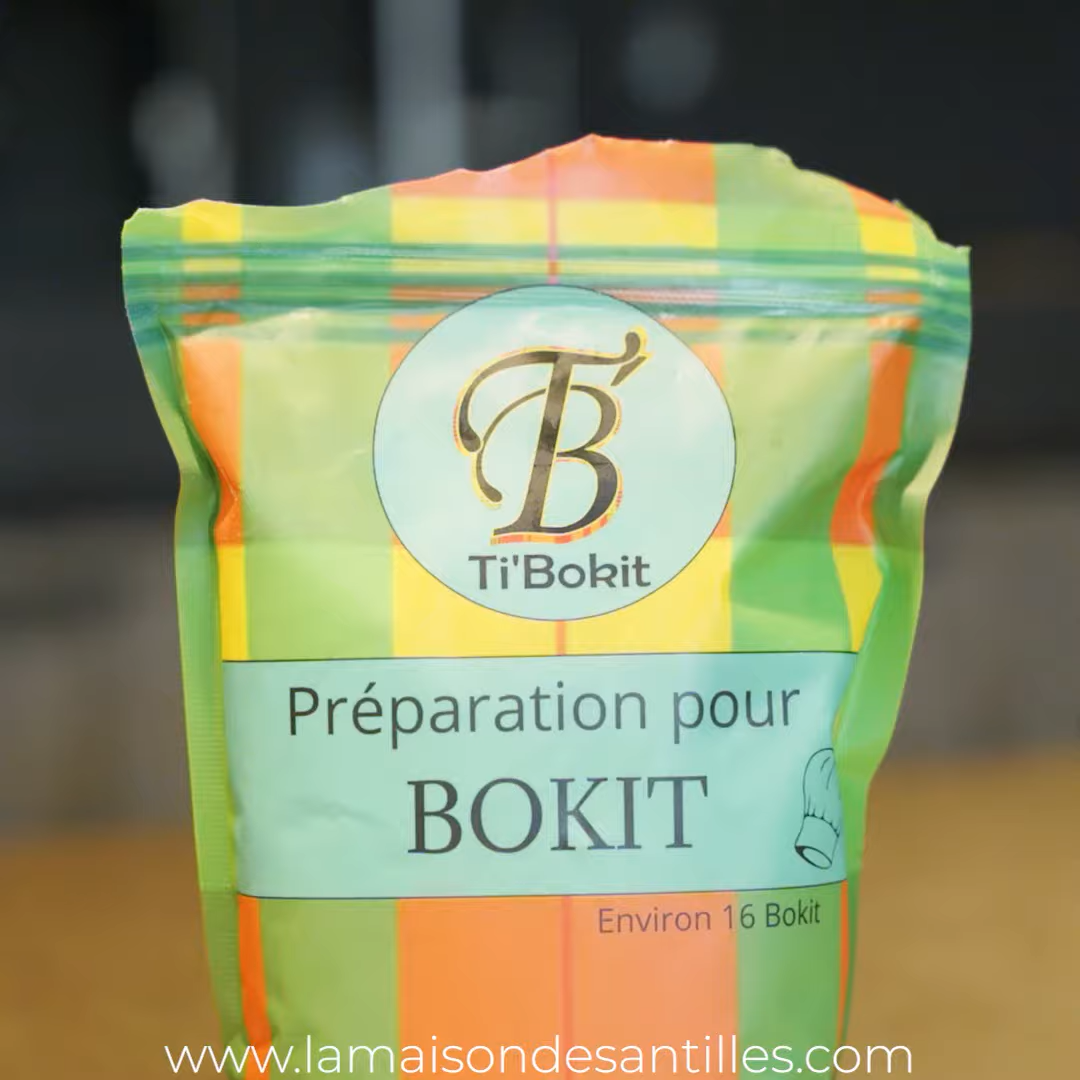 TB'
Ti'Bokit
Préparation pour
BOKIT
Environ 16 Bokit
www.lamaisondesantilles.com